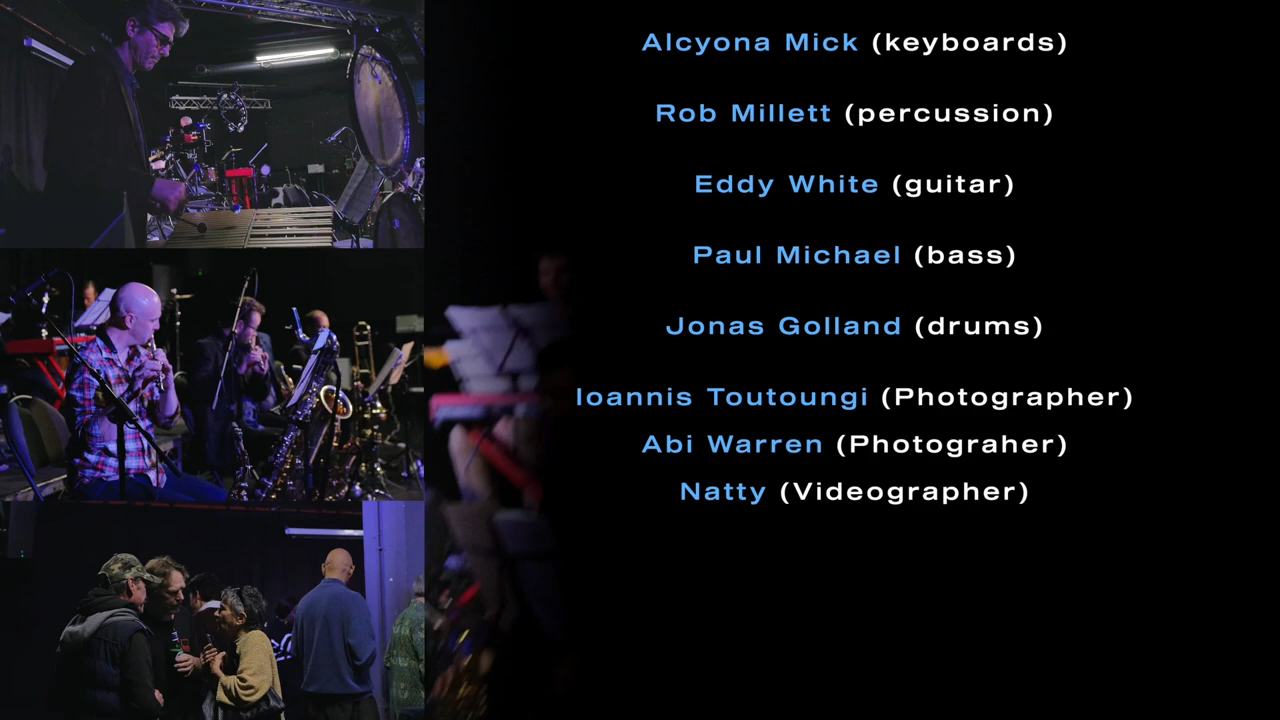 Alcyona Mick (keyboards)
Rob Millett (percussion)
Eddy White (guitar)
Paul Michael (bass)
Jonas Golland (drums)
Ioannis Toutoungi (Photographer)
Abi Warren (Photograher)
Natty (Videographer)